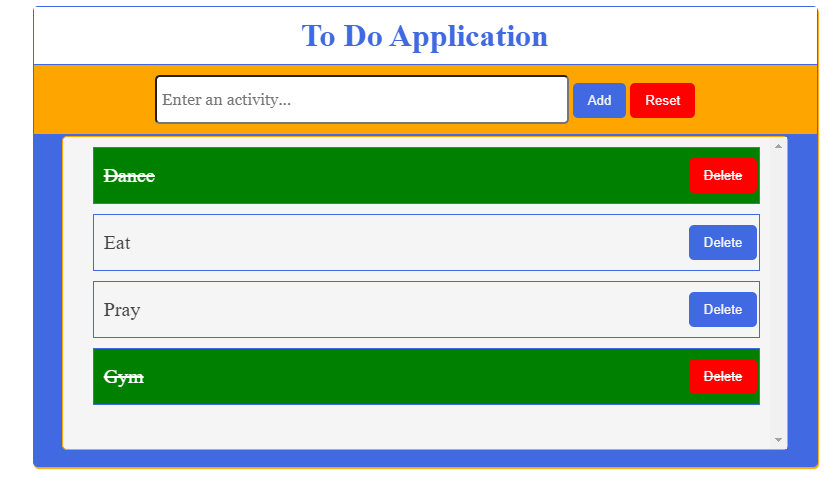 To Do Application
Enter an activity... Add Reset
Dance Delete
Eat Delete
Pray Delete
Gym Delete